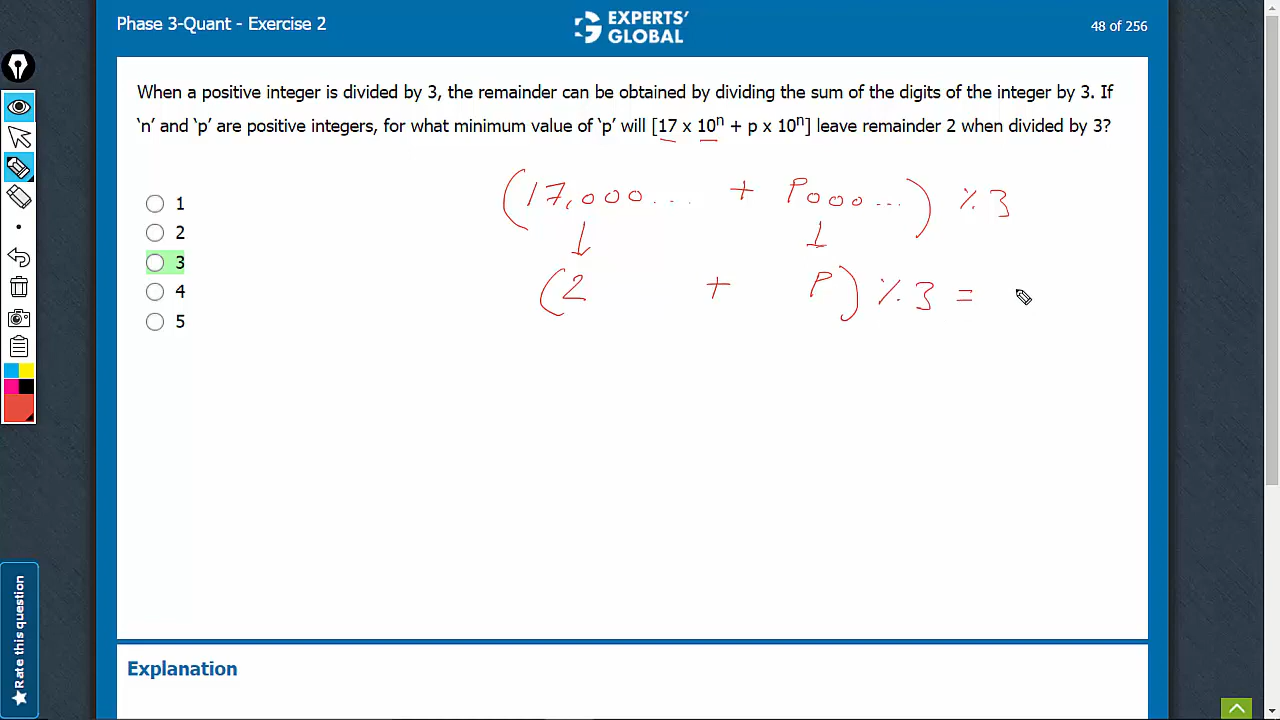 Phase 3-Quant - Exercise 2
EXPERTS’
GLOBAL
48 of 256
When a positive integer is divided by 3, the remainder can be obtained by dividing the sum of the digits of the integer by 3. If
‘n’ and ‘p’ are positive integers, for what minimum value of ‘p’ will [17 x 10ⁿ + p x 10ⁿ] leave remainder 2 when divided by 3?
1
2
3
4
5
(17,000... + P000...) % 3
(2 + P) % 3 =
Rate this question
Explanation